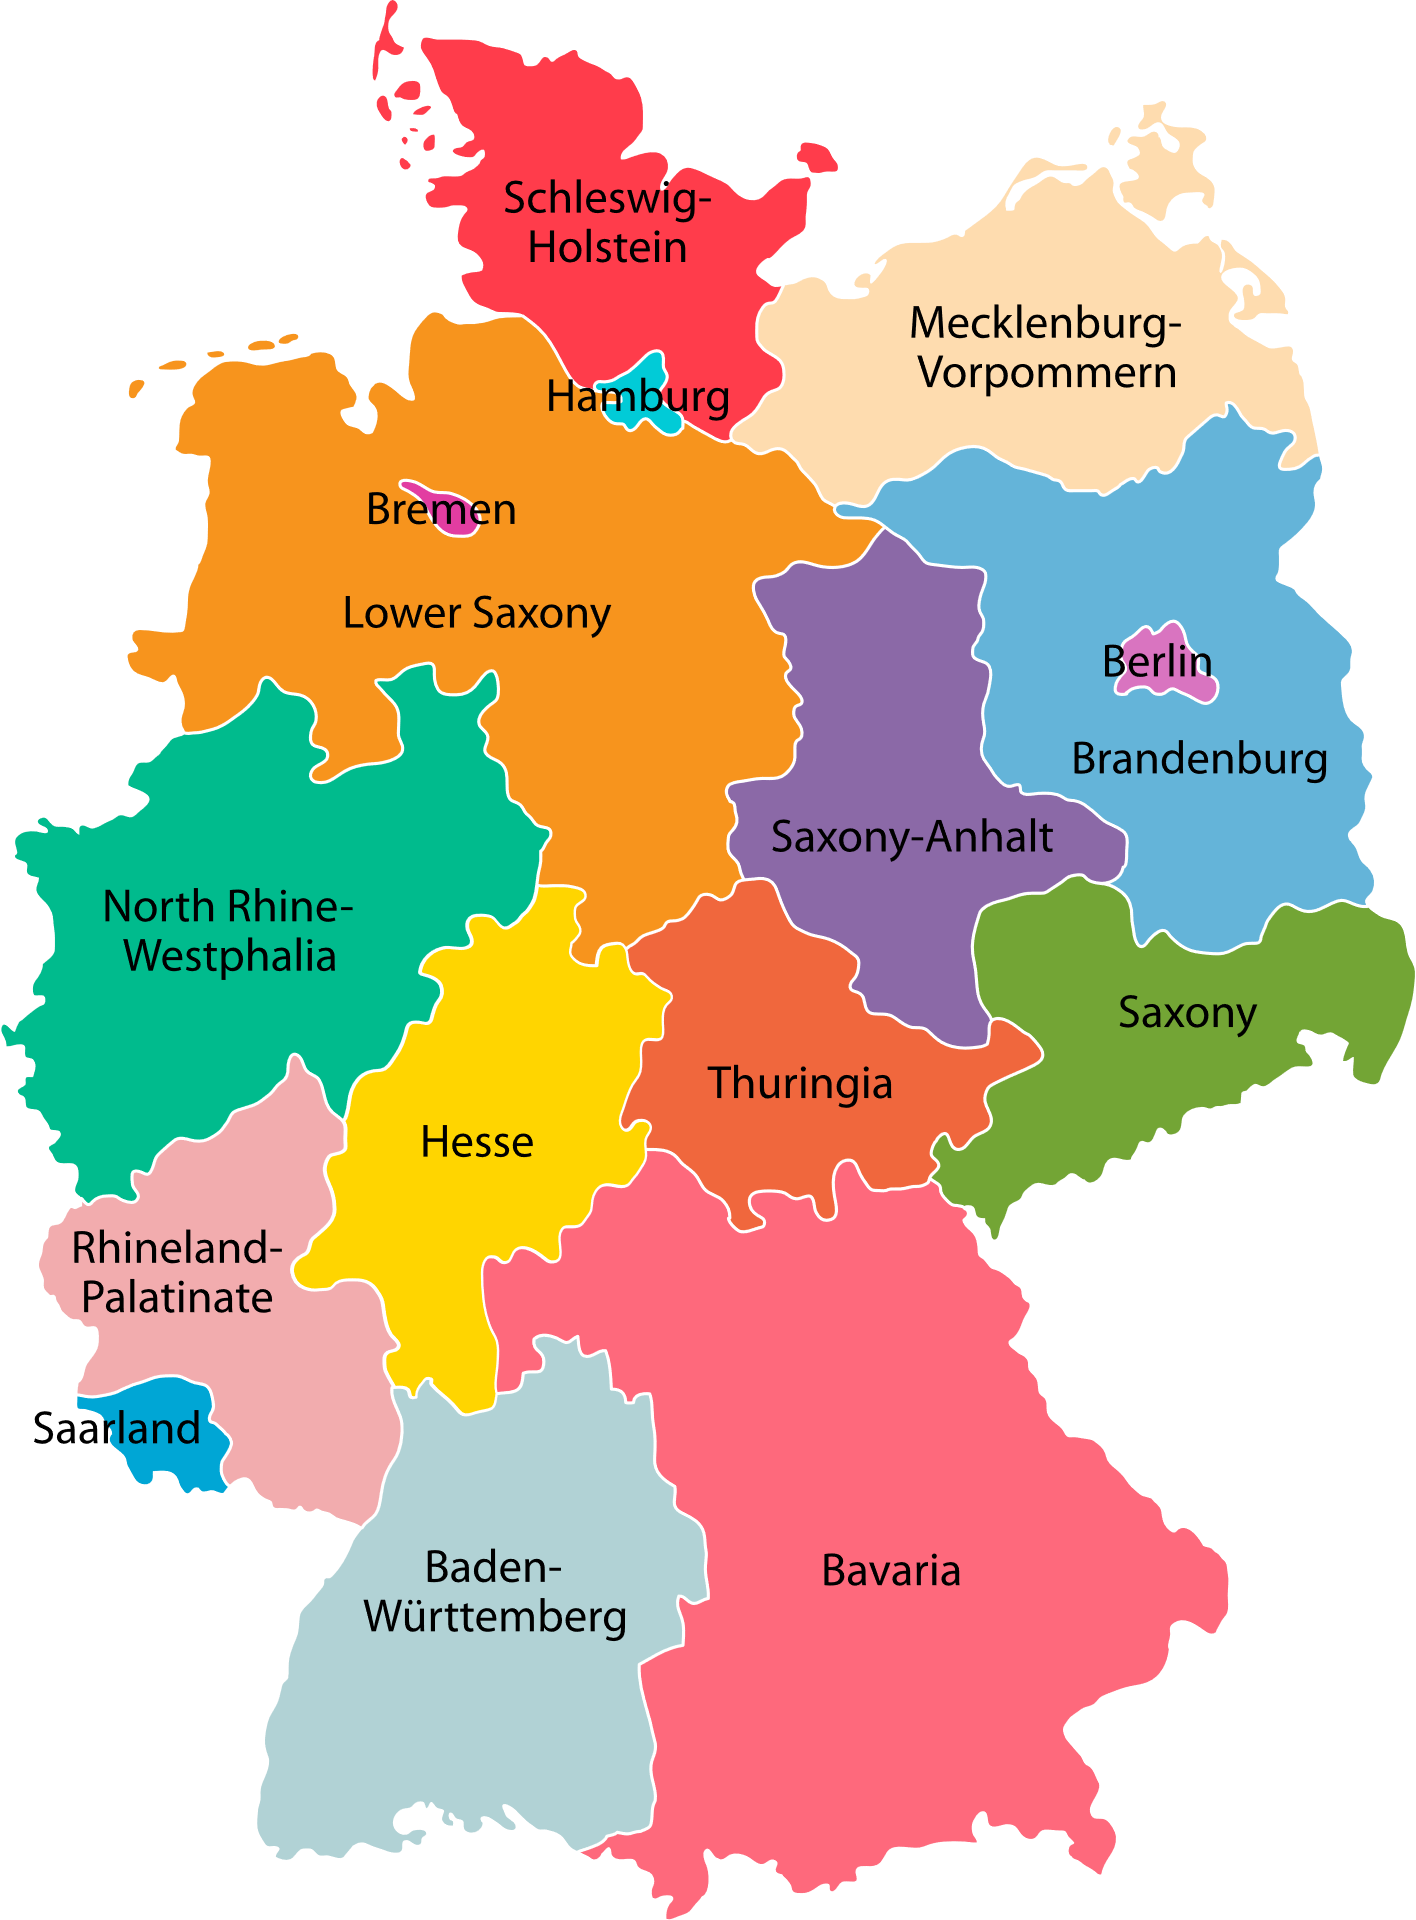 Schleswig-
Holstein
Mecklenburg-
Vorpommern
Hamburg
Bremen
Lower Saxony
Berlin
Brandenburg
Saxony-Anhalt
North Rhine-
Westphalia
Saxony
Thuringia
Hesse
Rhineland-
Palatinate
Saarland
Baden-
Württemberg
Bavaria